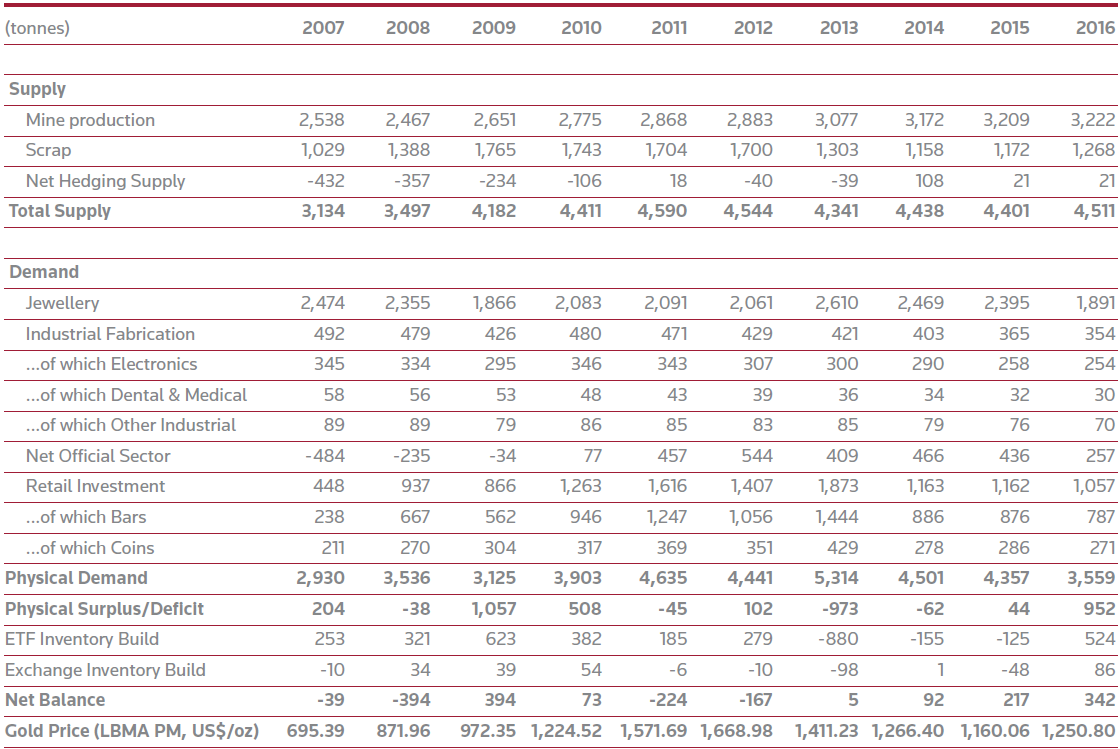 (tonnes) 2007 2008 2009 2010 2011 2012 2013 2014 2015 2016
Supply
Mine production 2,538 2,467 2,651 2,775 2,868 2,883 3,077 3,172 3,209 3,222
Scrap 1,029 1,388 1,765 1,743 1,704 1,700 1,303 1,158 1,172 1,268
Net Hedging Supply -432 -357 -234 -106 18 -40 -39 108 21 21
Total Supply 3,134 3,497 4,182 4,411 4,590 4,544 4,341 4,438 4,401 4,511
Demand
Jewellery 2,474 2,355 1,866 2,083 2,091 2,061 2,610 2,469 2,395 1,891
Industrial Fabrication 492 479 426 480 471 429 421 403 365 354
...of which Electronics 345 334 295 346 343 307 300 290 258 254
...of which Dental & Medical 58 56 53 48 43 39 36 34 32 30
...of which Other Industrial 89 89 79 86 85 83 85 79 76 70
Net Official Sector -484 -235 -34 77 457 544 409 466 436 257
Retail Investment 448 937 866 1,263 1,616 1,407 1,873 1,163 1,162 1,057
...of which Bars 238 667 562 946 1,247 1,056 1,444 886 876 787
...of which Coins 211 270 304 317 369 351 429 278 286 271
Physical Demand 2,930 3,536 3,125 3,903 4,635 4,441 5,314 4,501 4,357 3,559
Physical Surplus/Deficit 204 -38 1,057 508 -45 102 -973 -62 44 952
ETF Inventory Build 253 321 623 382 185 279 -880 -155 -125 524
Exchange Inventory Build -10 34 39 54 -6 -10 -98 1 -48 86
Net Balance -39 -394 394 73 -224 -167 5 92 217 342
Gold Price (LBMA PM, US$/oz) 695.39 871.96 972.35 1,224.52 1,571.69 1,668.98 1,411.23 1,266.40 1,160.06 1,250.80